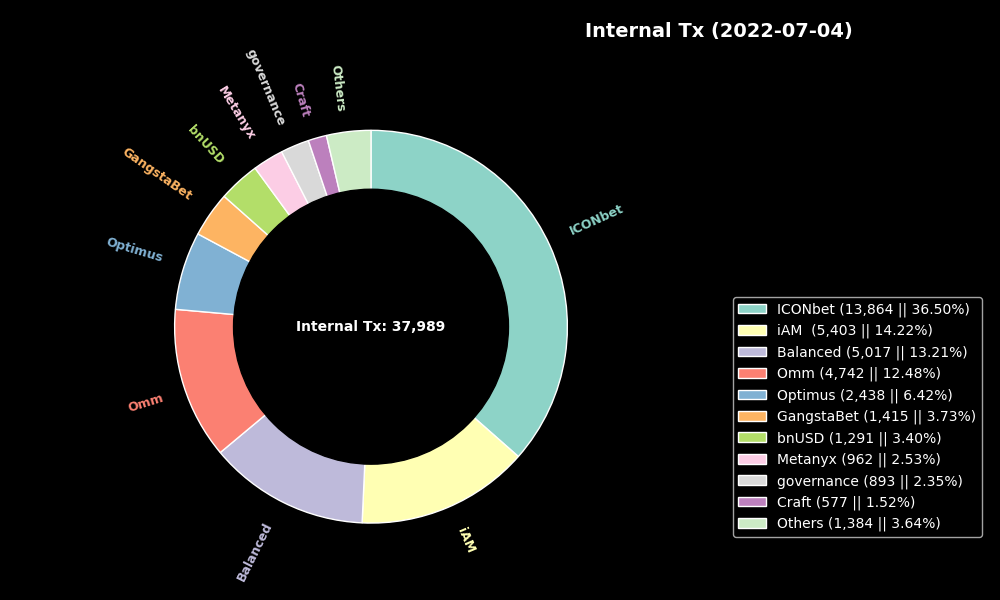 Internal Tx (2022-07-04)
Others
Craft
governance
Metanyx
bnUSD
GangstaBet
Optimus
Omm
Balanced
iAM
ICONbet
Internal Tx: 37,989
ICONbet (13,864 || 36.50%)
iAM  (5,403 || 14.22%)
Balanced (5,017 || 13.21%)
Omm (4,742 || 12.48%)
Optimus (2,438 || 6.42%)
GangstaBet (1,415 || 3.73%)
bnUSD (1,291 || 3.40%)
Metanyx (962 || 2.53%)
governance (893 || 2.35%)
Craft (577 || 1.52%)
Others (1,384 || 3.64%)